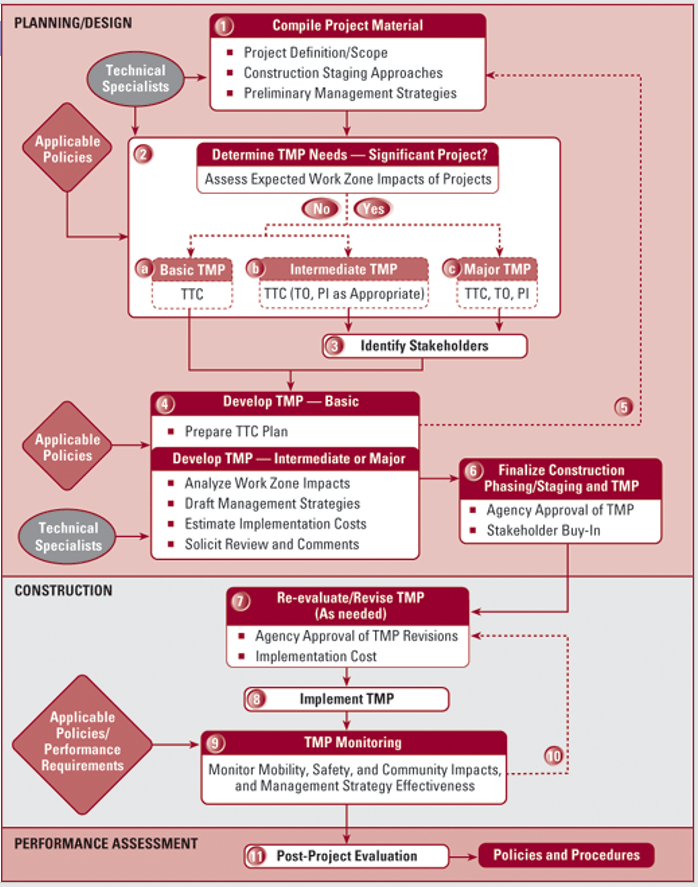 PLANNING/DESIGN
1 Compile Project Material
Project Definition/Scope
Construction Staging Approaches
Preliminary Management Strategies
Technical
Specialists
Applicable
Policies
2 Determine TMP Needs — Significant Project?
Assess Expected Work Zone Impacts of Projects
No Yes
a Basic TMP
TTC
b Intermediate TMP
TTC (TO, PI as Appropriate)
c Major TMP
TTC, TO, PI
3 Identify Stakeholders
4 Develop TMP — Basic
Prepare TTC Plan
5
Applicable
Policies
Develop TMP — Intermediate or Major
Analyze Work Zone Impacts
Draft Management Strategies
Estimate Implementation Costs
Solicit Review and Comments
Technical
Specialists
6 Finalize Construction
Phasing/Staging and TMP
Agency Approval of TMP
Stakeholder Buy-In
CONSTRUCTION
7 Re-evaluate/Revise TMP
(As needed)
Agency Approval of TMP Revisions
Implementation Cost
8 Implement TMP
Applicable
Policies/
Performance
Requirements
9 TMP Monitoring
Monitor Mobility, Safety, and Community Impacts,
and Management Strategy Effectiveness
10
PERFORMANCE ASSESSMENT
11 Post-Project Evaluation
Policies and Procedures